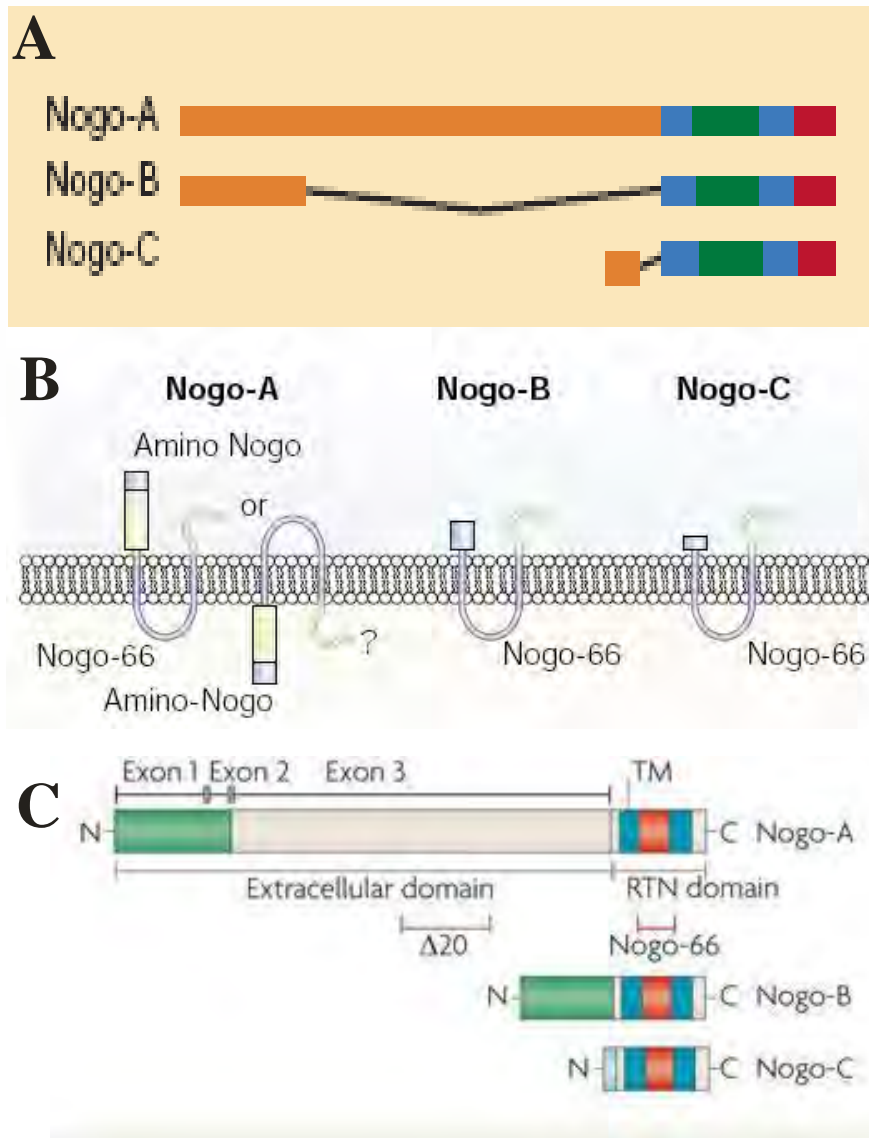 A
Nogo-A
Nogo-B
Nogo-C
B
Nogo-A Nogo-B Nogo-C
Amino Nogo
or
Nogo-66 ? Nogo-66 Nogo-66
Amino-Nogo
C
Exon 1 Exon 2 Exon 3 TM
N C Nogo-A
Extracellular domain RTN domain
Δ20 Nogo-66
N C Nogo-B
N C Nogo-C